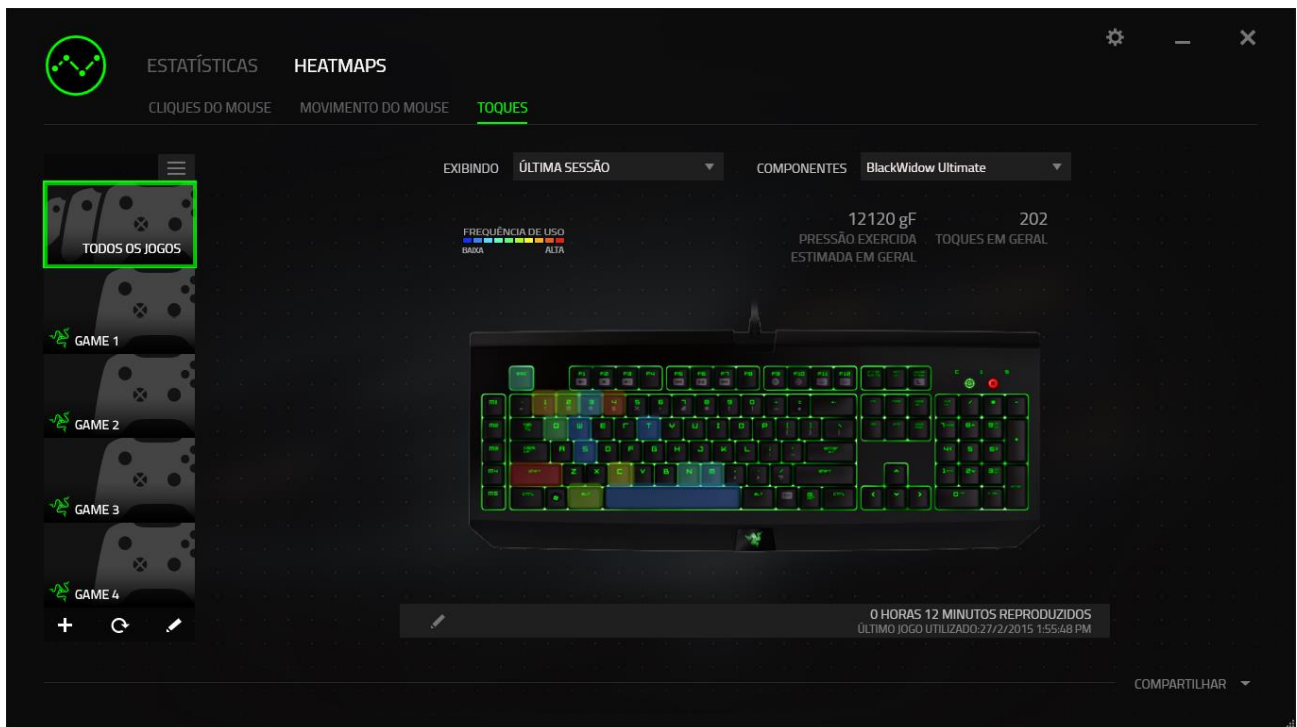 ESTATÍSTICAS HEATMAPS
CLIQUES DO MOUSE MOVIMENTO DO MOUSE TOQUES
EXIBINDO ÚLTIMA SESSÃO COMPONENTES BlackWidow Ultimate
TODOS OS JOGOS
GAME 1
GAME 2
GAME 3
GAME 4
FREQUÊNCIA DE USO
BAIXA ALTA
12120 gF
PRESSÃO EXERCIDA
ESTIMADA EM GERAL
202
TOQUES EM GERAL
0 HORAS 12 MINUTOS REPRODUZIDOS
ÚLTIMO JOGO UTILIZADO:27/2/2015 1:55:48 PM
COMPARTILHAR